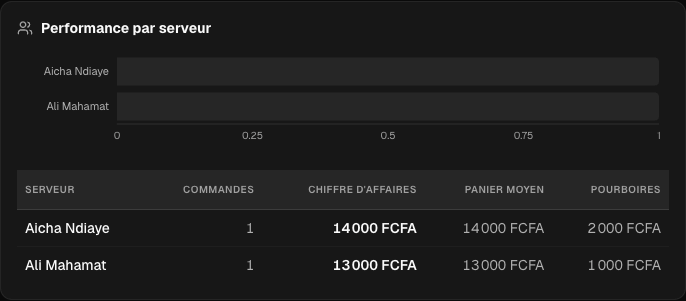 Performance par serveur
Aicha Ndiaye
Ali Mahamat
0 0.25 0.5 0.75 1
SERVEUR COMMANDES CHIFFRE D'AFFAIRES PANIER MOYEN POURBOIRES
Aicha Ndiaye 1 14 000 FCFA 14 000 FCFA 2 000 FCFA
Ali Mahamat 1 13 000 FCFA 13 000 FCFA 1 000 FCFA